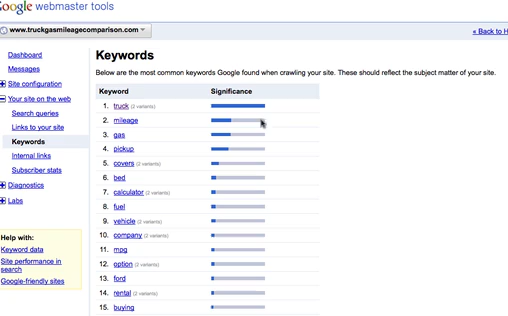 Google webmaster tools
www.truckgasmileagecomparison.com
« Back to H
Dashboard
Messages
Site configuration
Your site on the web
Search queries
Links to your site
Keywords
Internal links
Subscriber stats
Diagnostics
Labs
Help with:
Keyword data
Site performance in
search
Google-friendly sites
Keywords
Below are the most common keywords Google found when crawling your site. These should reflect the subject matter of your site.
Keyword Significance
1. truck (2 variants)
2. mileage
3. gas
4. pickup
5. covers (2 variants)
6. bed
7. calculator (2 variants)
8. fuel
9. vehicle (2 variants)
10. company (2 variants)
11. mpg
12. option (2 variants)
13. ford
14. rental (2 variants)
15. buying